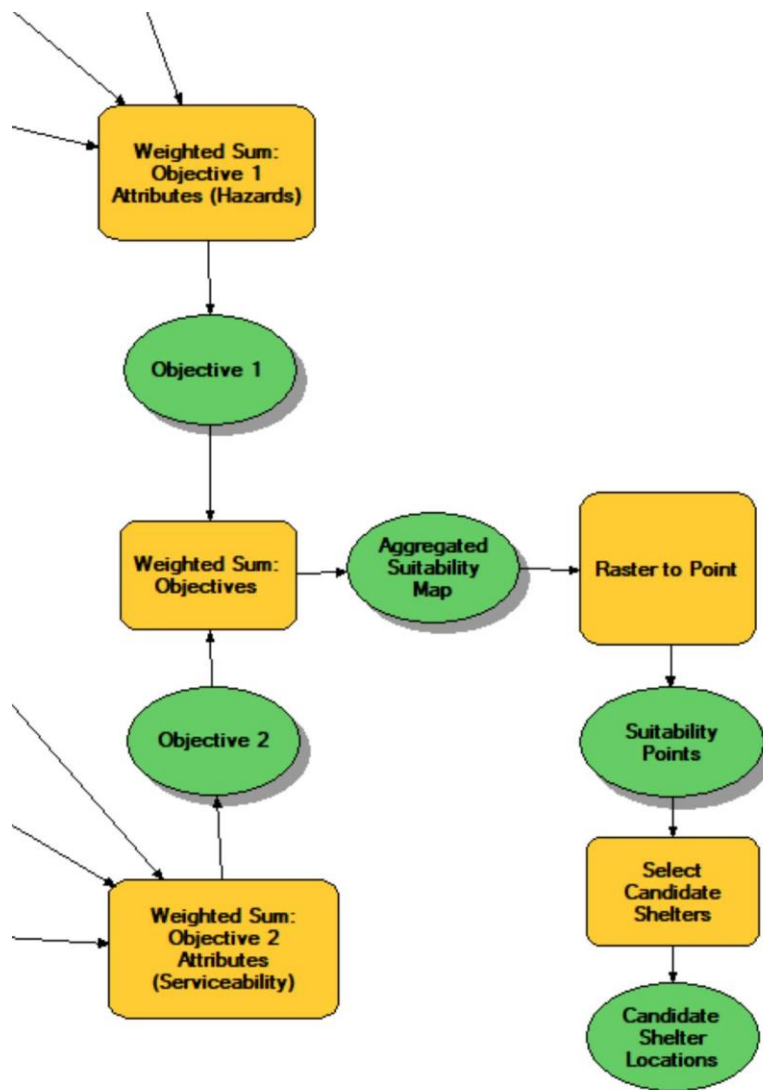 Weighted Sum:
Objective 1
Attributes (Hazards)
Objective 1
Weighted Sum:
Objectives
Aggregated
Suitability
Map
Raster to Point
Objective 2
Suitability
Points
Weighted Sum:
Objective 2
Attributes
(Serviceability)
Select
Candidate
Shelters
Candidate
Shelter
Locations